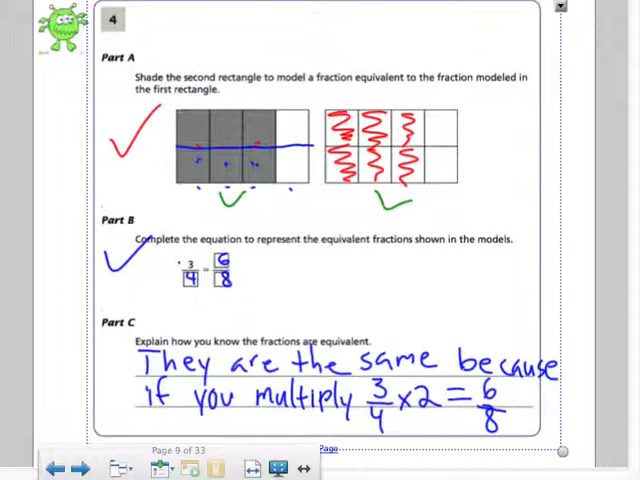 4
Part A
Shade the second rectangle to model a fraction equivalent to the fraction modeled in
the first rectangle.
Part B
Complete the equation to represent the equivalent fractions shown in the models.
3/4 = 6/8
Part C
Explain how you know the fractions are equivalent.
They are the same because
if you multiply 3/4 x 2 = 6/8
Page 9 of 33
Page